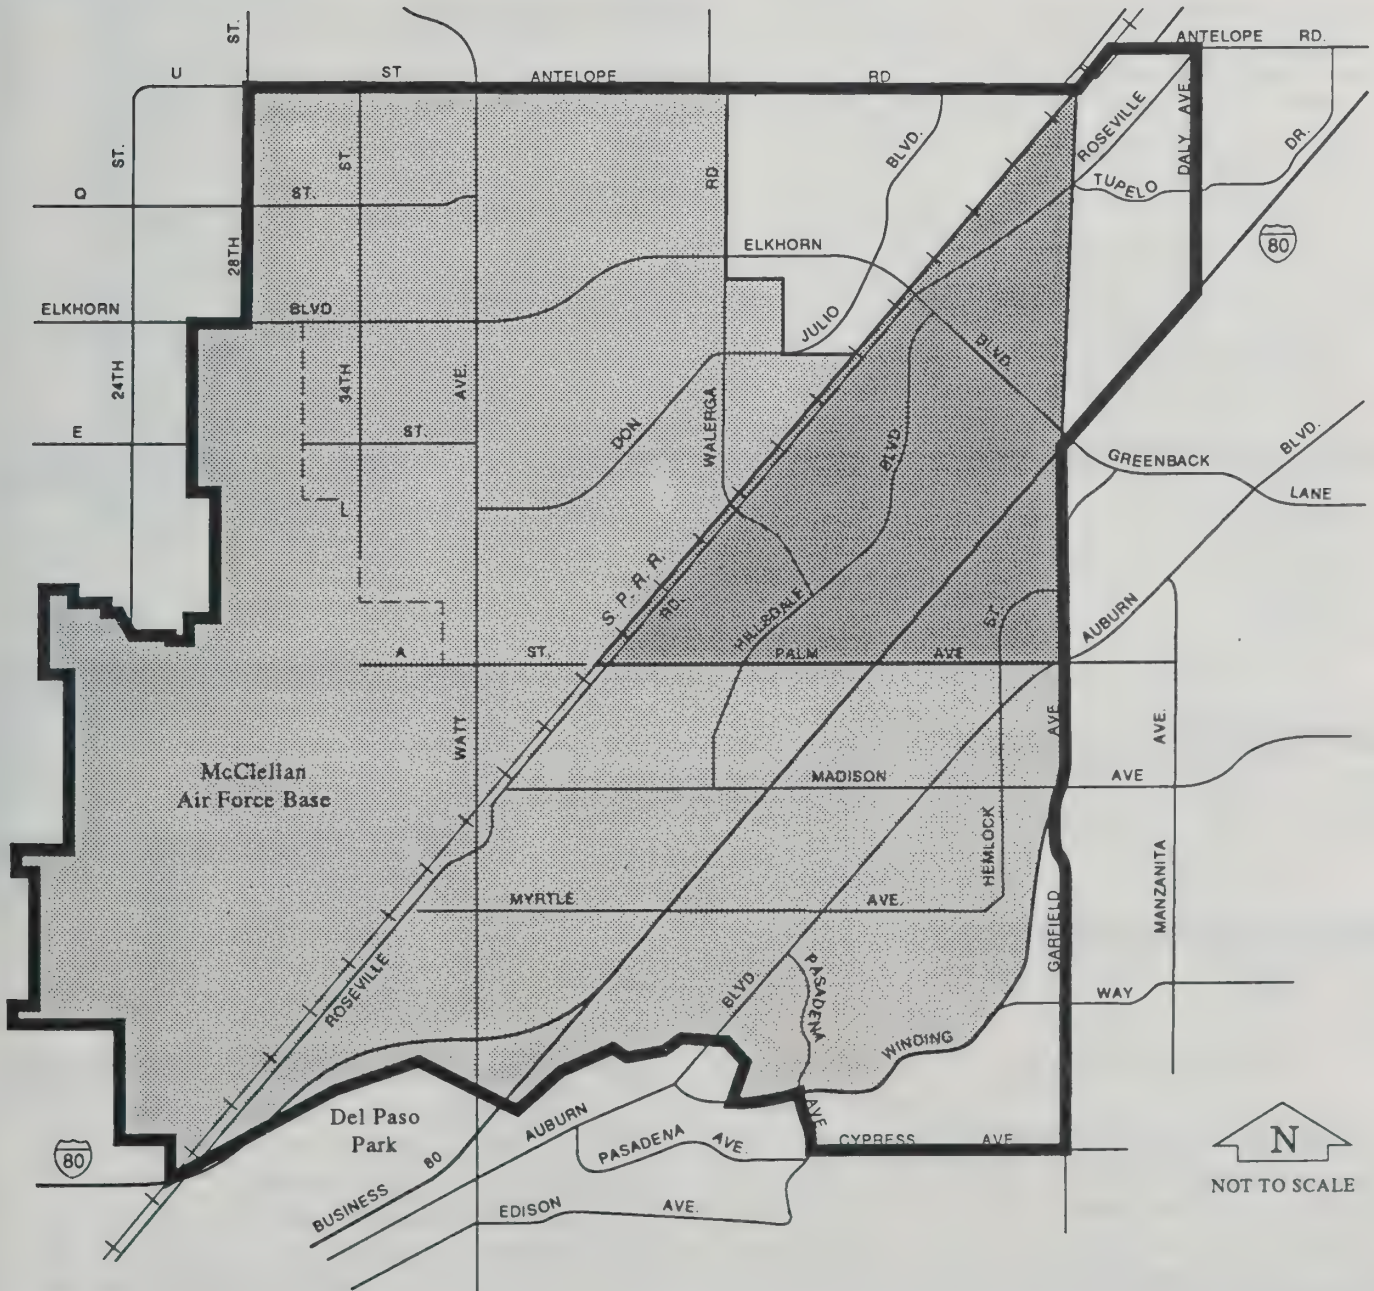 ST.
ANTELOPE RD.
U ST ANTELOPE RD
ST.
ST.
RD
BLVD.
ROSEVILLE
DALY AVE.
DR.
TUPELO
Q ST.
28TH
ELKHORN
80
ELKHORN BLVD.
JULIO
BLVD.
24TH
34TH
AVE.
WALERGA
DON
BLVD.
E ST.
BLVD
GREENBACK
LANE
S. P. R. R.
RD.
HILLSDALE
ST.
AUBURN
A ST.
PALM AVE
WATT
AVE.
AVE.
McClellan
Air Force Base
MADISON AVE
HEMLOCK
MANZANITA
MYRTLE AVE.
GARFIELD
ROSEVILLE
BLVD
PASADENA
WAY
WINDING
Del Paso
Park
AVE
AUBURN
PASADENA AVE.
CYPRESS AVE
80
80
BUSINESS
EDISON AVE.
N
NOT TO SCALE